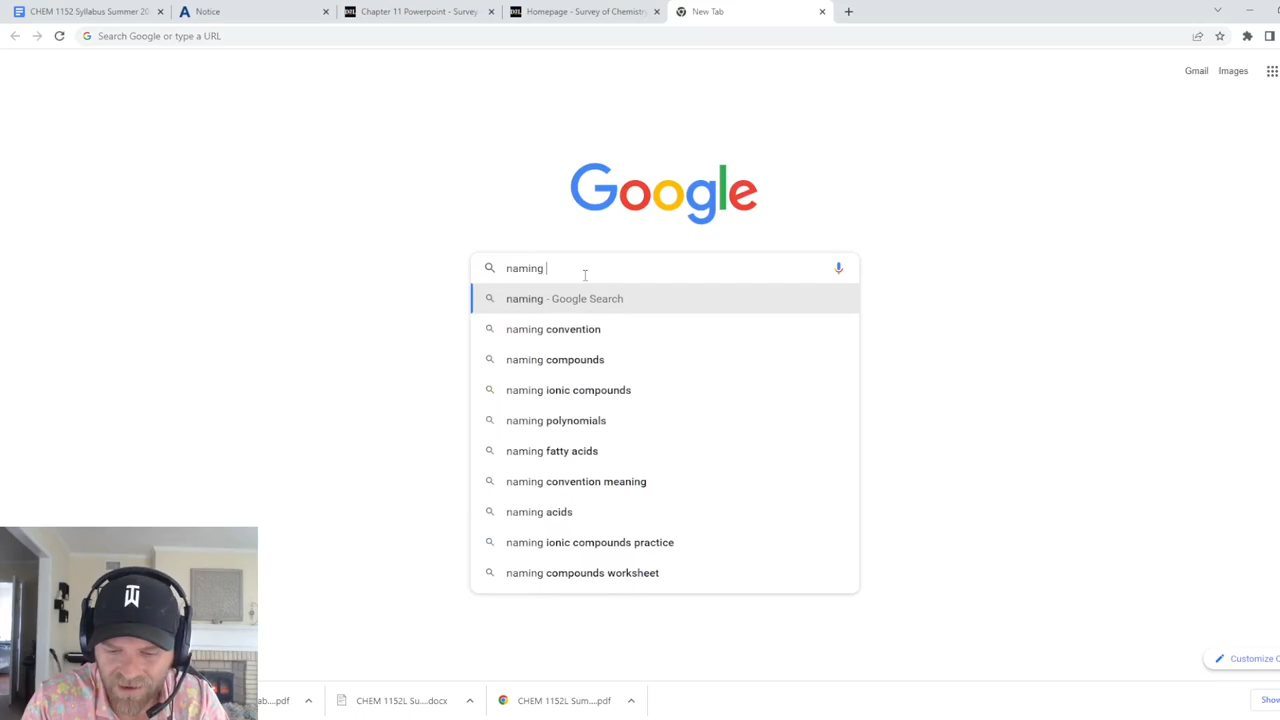 CHEM 1152 Syllabus Summer 20
Notice
Chapter 11 Powerpoint - Survey
Homepage - Survey of Chemistry
New Tab
Search Google or type a URL
Gmail
Images
Google
naming
naming - Google Search
naming convention
naming compounds
naming ionic compounds
naming polynomials
naming fatty acids
naming convention meaning
naming acids
naming ionic compounds practice
naming compounds worksheet
Customize C
ab....pdf
CHEM 1152L Su....docx
CHEM 1152L Sum....pdf
Show